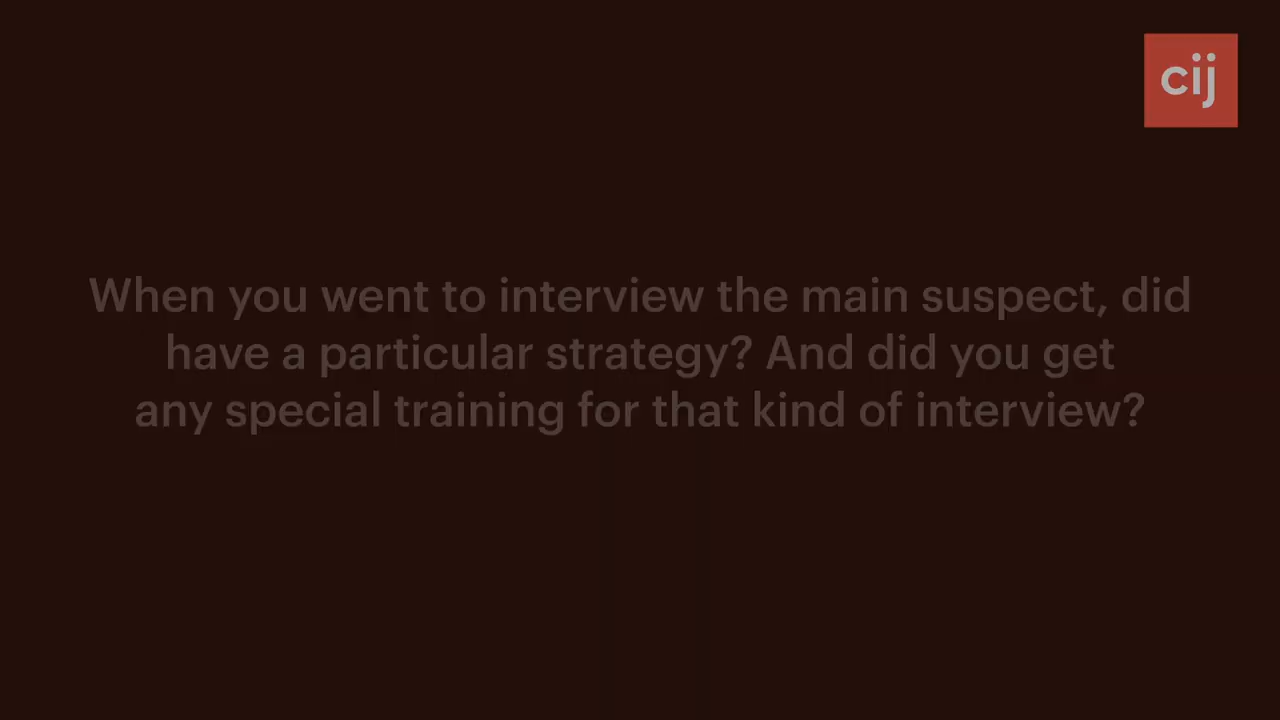 cij
When you went to interview the main suspect, did
have a particular strategy? And did you get
any special training for that kind of interview?